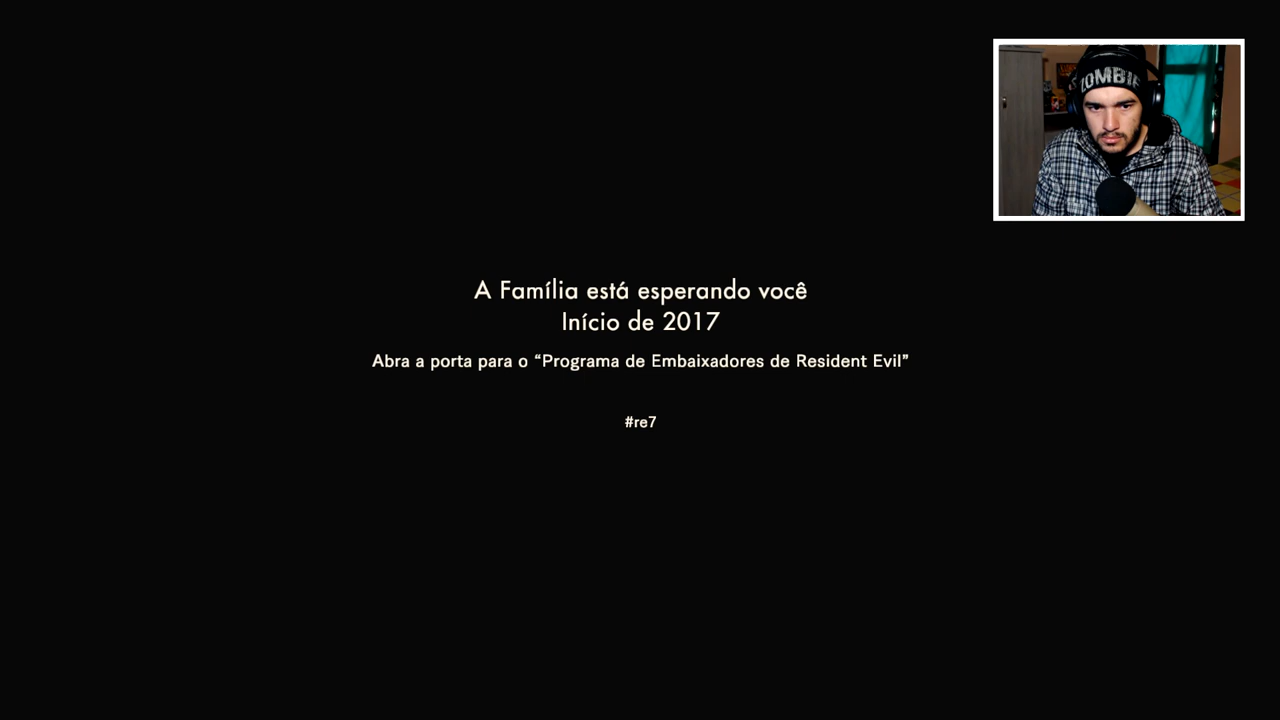 ZOMBIE
A Família está esperando você
Início de 2017
Abra a porta para o “Programa de Embaixadores de Resident Evil”
#re7